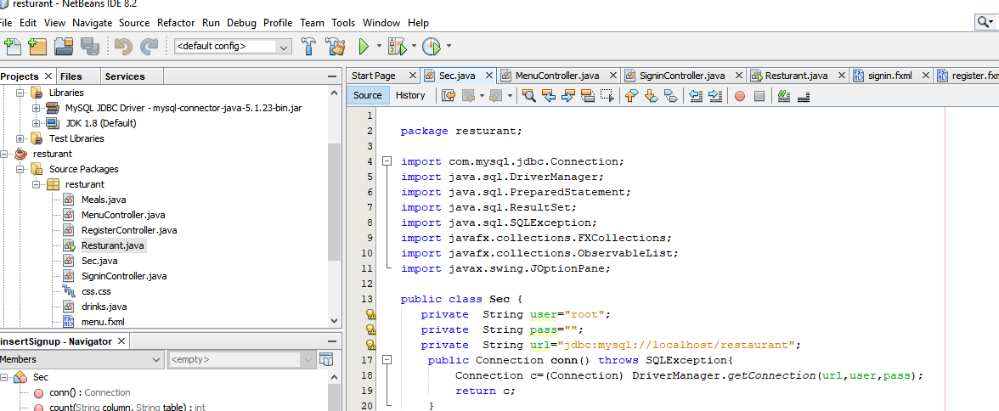 resturant - NetBeans IDE 8.2
File Edit View Navigate Source Refactor Run Debug Profile Team Tools Window Help
<default config>
Projects Files Services
Libraries
MySQL JDBC Driver - mysql-connector-java-5.1.23-bin.jar
JDK 1.8 (Default)
Test Libraries
resturant
Source Packages
resturant
Meals.java
MenuController.java
RegisterController.java
Resturant.java
Sec.java
SigninController.java
css.css
drinks.java
menu.fxml
insertSignup - Navigator
Members <empty>
Sec
conn() : Connection
count(String column, String table) : int
Start Page Sec.java MenuController.java SigninController.java Resturant.java signin.fxml register.fxm
Source History
1
2 package resturant;
3
4 import com.mysql.jdbc.Connection;
5 import java.sql.DriverManager;
6 import java.sql.PreparedStatement;
7 import java.sql.ResultSet;
8 import java.sql.SQLException;
9 import javafx.collections.FXCollections;
10 import javafx.collections.ObservableList;
11 import javax.swing.JOptionPane;
12
13 public class Sec {
private String user="root";
private String pass="";
private String url="jdbc:mysql://localhost/restaurant";
17 public Connection conn() throws SQLException{
18 Connection c=(Connection) DriverManager.getConnection(url,user,pass);
19 return c;
20 }